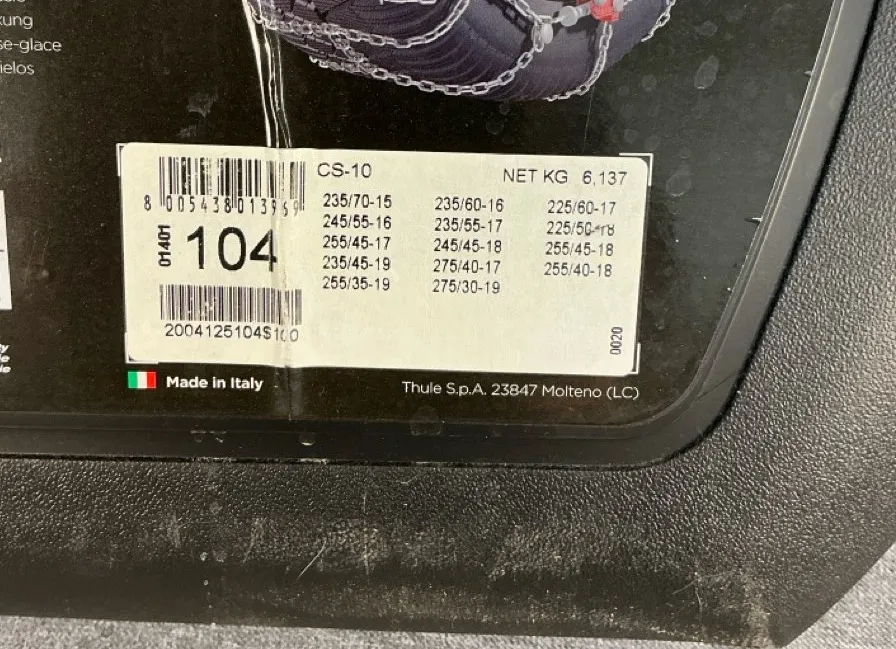 se-glace
CS-10
NET KG 6,137
8 005438 013969
01401
104
2004125104$100
235/70-15 235/60-16 225/60-17
245/55-16 235/55-17 225/50-18
255/45-17 245/45-18 255/45-18
235/45-19 275/40-17 255/40-18
255/35-19 275/30-19
0020
Made in Italy
Thule S.p.A. 23847 Molteno (LC)